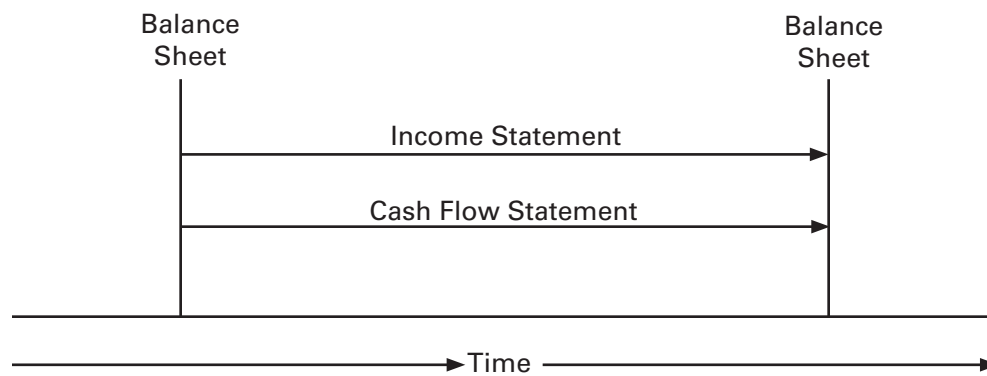 Balance
Sheet
Balance
Sheet
Income Statement
Cash Flow Statement
Time